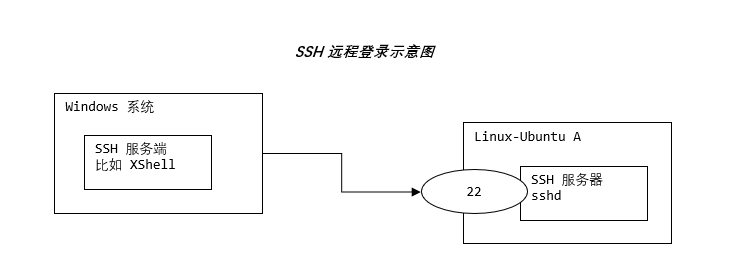 SSH 远程登录示意图
Windows 系统
SSH 服务端
比如 XShell
Linux-Ubuntu A
22
SSH 服务器
sshd